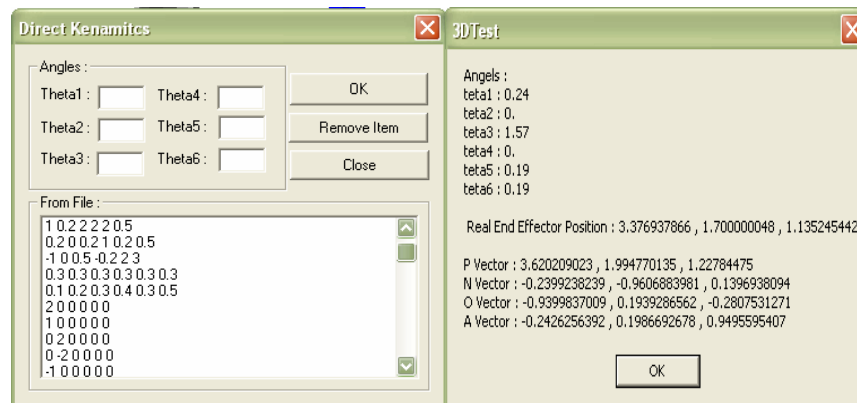 Direct Kenamitcs
Angles :
Theta1 :
Theta4 :
Theta2 :
Theta5 :
Theta3 :
Theta6 :
OK
Remove Item
Close
From File :
1 0.2 2 2 2 0.5
0.2 0 0.2 1 0.2 0.5
-1 0 0.5 -0.2 2 3
0.3 0.3 0.3 0.3 0.3 0.3
0.1 0.2 0.3 0.4 0.3 0.5
2 0 0 0 0 0
1 0 0 0 0 0
0 2 0 0 0 0
0 -2 0 0 0 0
-1 0 0 0 0 0
3DTest
Angels :
teta1 : 0.24
teta2 : 0.
teta3 : 1.57
teta4 : 0.
teta5 : 0.19
teta6 : 0.19
Real End Effector Position : 3.376937866 , 1.700000048 , 1.135245442
P Vector : 3.620209023 , 1.994770135 , 1.22784475
N Vector : -0.2399238239 , -0.9606883981 , 0.1396938094
O Vector : -0.9399837009 , 0.1939286562 , -0.2807531271
A Vector : -0.2426256392 , 0.1986692678 , 0.9495595407
OK